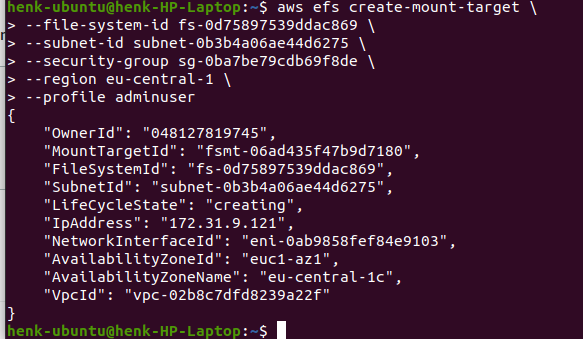 henk-ubuntu@henk-HP-Laptop:~$ aws efs create-mount-target \
> --file-system-id fs-0d75897539ddac869 \
> --subnet-id subnet-0b3b4a06ae44d6275 \
> --security-group sg-0ba7be79cdb69f8de \
> --region eu-central-1 \
> --profile adminuser
{
    "OwnerId": "048127819745",
    "MountTargetId": "fsmt-06ad435f47b9d7180",
    "FileSystemId": "fs-0d75897539ddac869",
    "SubnetId": "subnet-0b3b4a06ae44d6275",
    "LifeCycleState": "creating",
    "IpAddress": "172.31.9.121",
    "NetworkInterfaceId": "eni-0ab9858fef84e9103",
    "AvailabilityZoneId": "euc1-az1",
    "AvailabilityZoneName": "eu-central-1c",
    "VpcId": "vpc-02b8c7dfd8239a22f"
}
henk-ubuntu@henk-HP-Laptop:~$